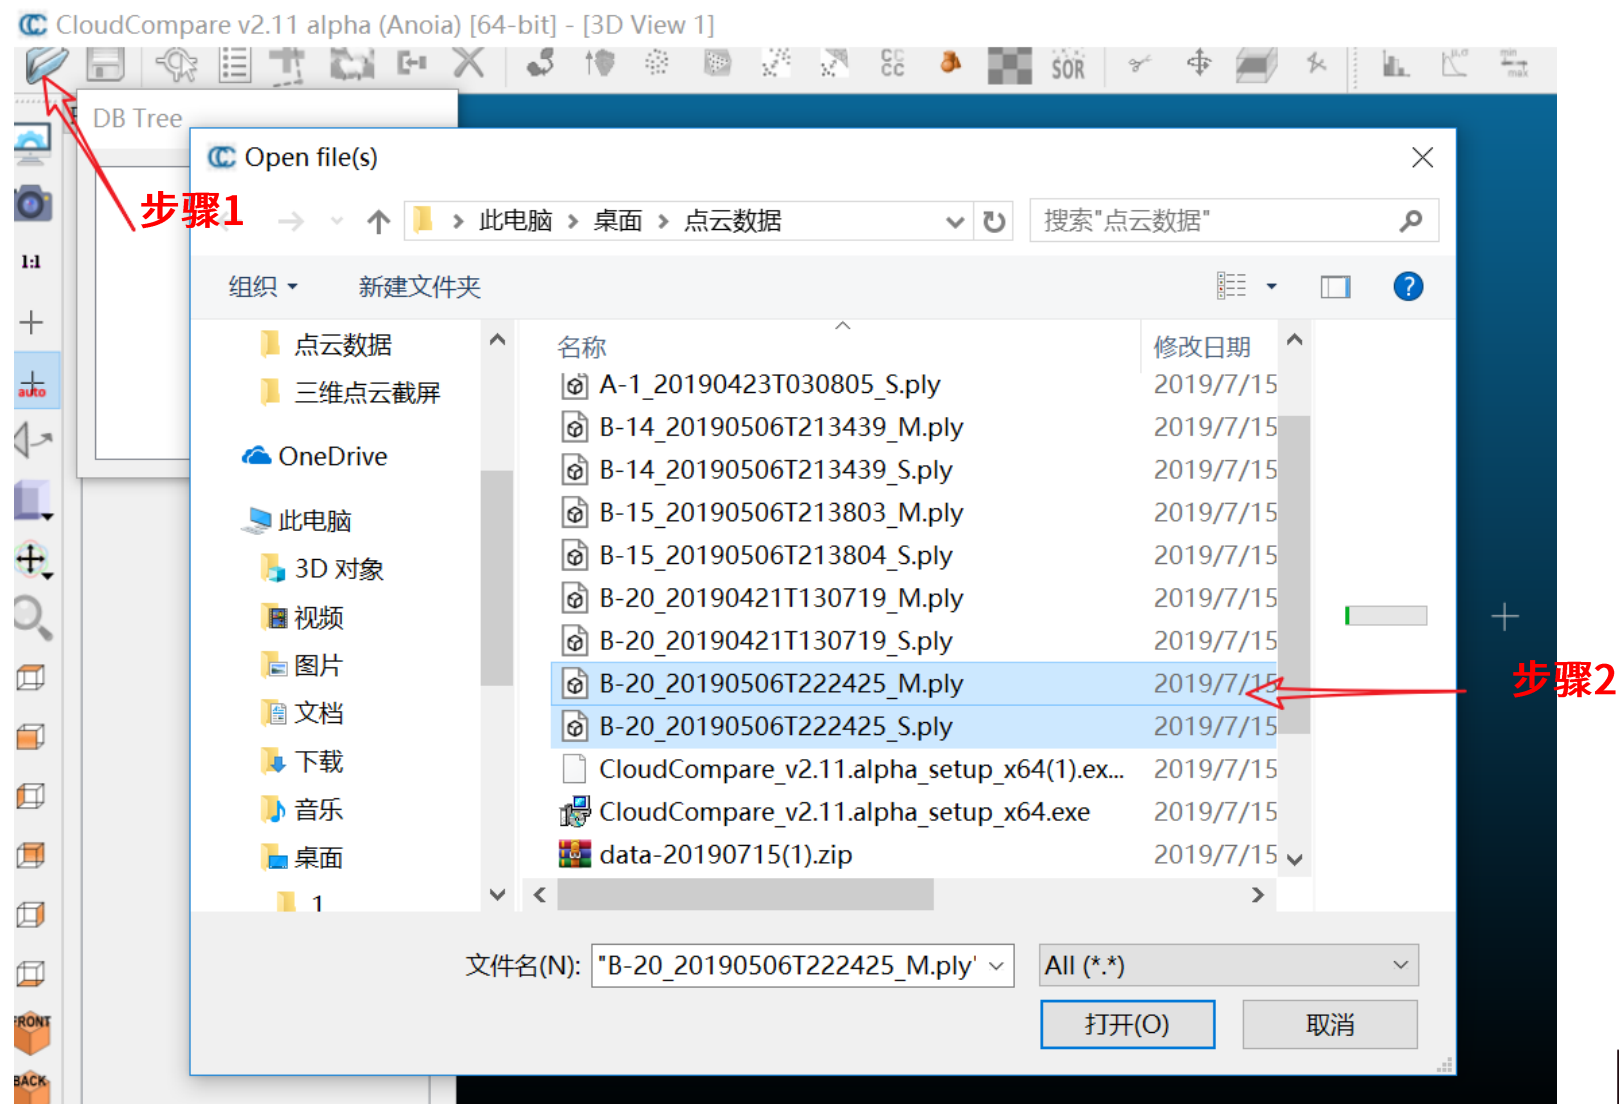 CloudCompare v2.11 alpha (Anoia) [64-bit] - [3D View 1]
CC
CC
SOR
μ,σ
min
max
DB Tree
Open file(s)
步骤1
此电脑 > 桌面 > 点云数据
搜索"点云数据"
1:1
组织
新建文件夹
auto
点云数据
三维点云截屏
OneDrive
此电脑
3D 对象
视频
图片
文档
下载
音乐
桌面
1
名称
修改日期
A-1_20190423T030805_S.ply 2019/7/15
B-14_20190506T213439_M.ply 2019/7/15
B-14_20190506T213439_S.ply 2019/7/15
B-15_20190506T213803_M.ply 2019/7/15
B-15_20190506T213804_S.ply 2019/7/15
B-20_20190421T130719_M.ply 2019/7/15
B-20_20190421T130719_S.ply 2019/7/15
B-20_20190506T222425_M.ply 2019/7/15
步骤2
B-20_20190506T222425_S.ply 2019/7/15
CloudCompare_v2.11.alpha_setup_x64(1).ex... 2019/7/15
CloudCompare_v2.11.alpha_setup_x64.exe 2019/7/15
data-20190715(1).zip 2019/7/15
文件名(N): "B-20_20190506T222425_M.ply'
All (*.*)
打开(O)
取消
FRONT
BACK